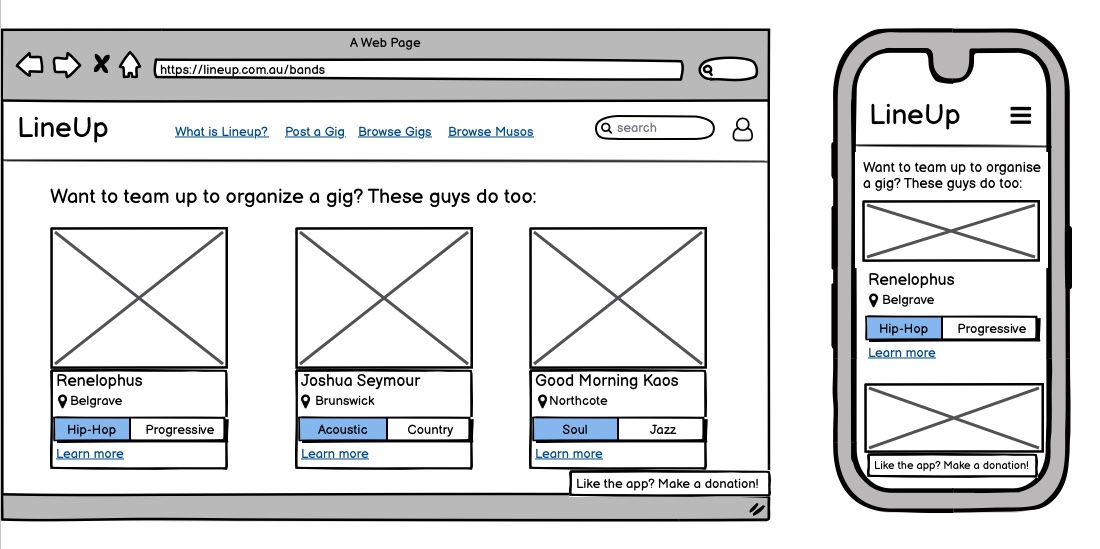 A Web Page
https://lineup.com.au/bands
LineUp
What is Lineup? Post a Gig Browse Gigs Browse Musos
search
Want to team up to organize a gig? These guys do too:
Renelophus
Belgrave
Hip-Hop Progressive
Learn more
Joshua Seymour
Brunswick
Acoustic Country
Learn more
Good Morning Kaos
Northcote
Soul Jazz
Learn more
Like the app? Make a donation!
LineUp
Want to team up to organise
a gig? These guys do too:
Renelophus
Belgrave
Hip-Hop Progressive
Learn more
Like the app? Make a donation!